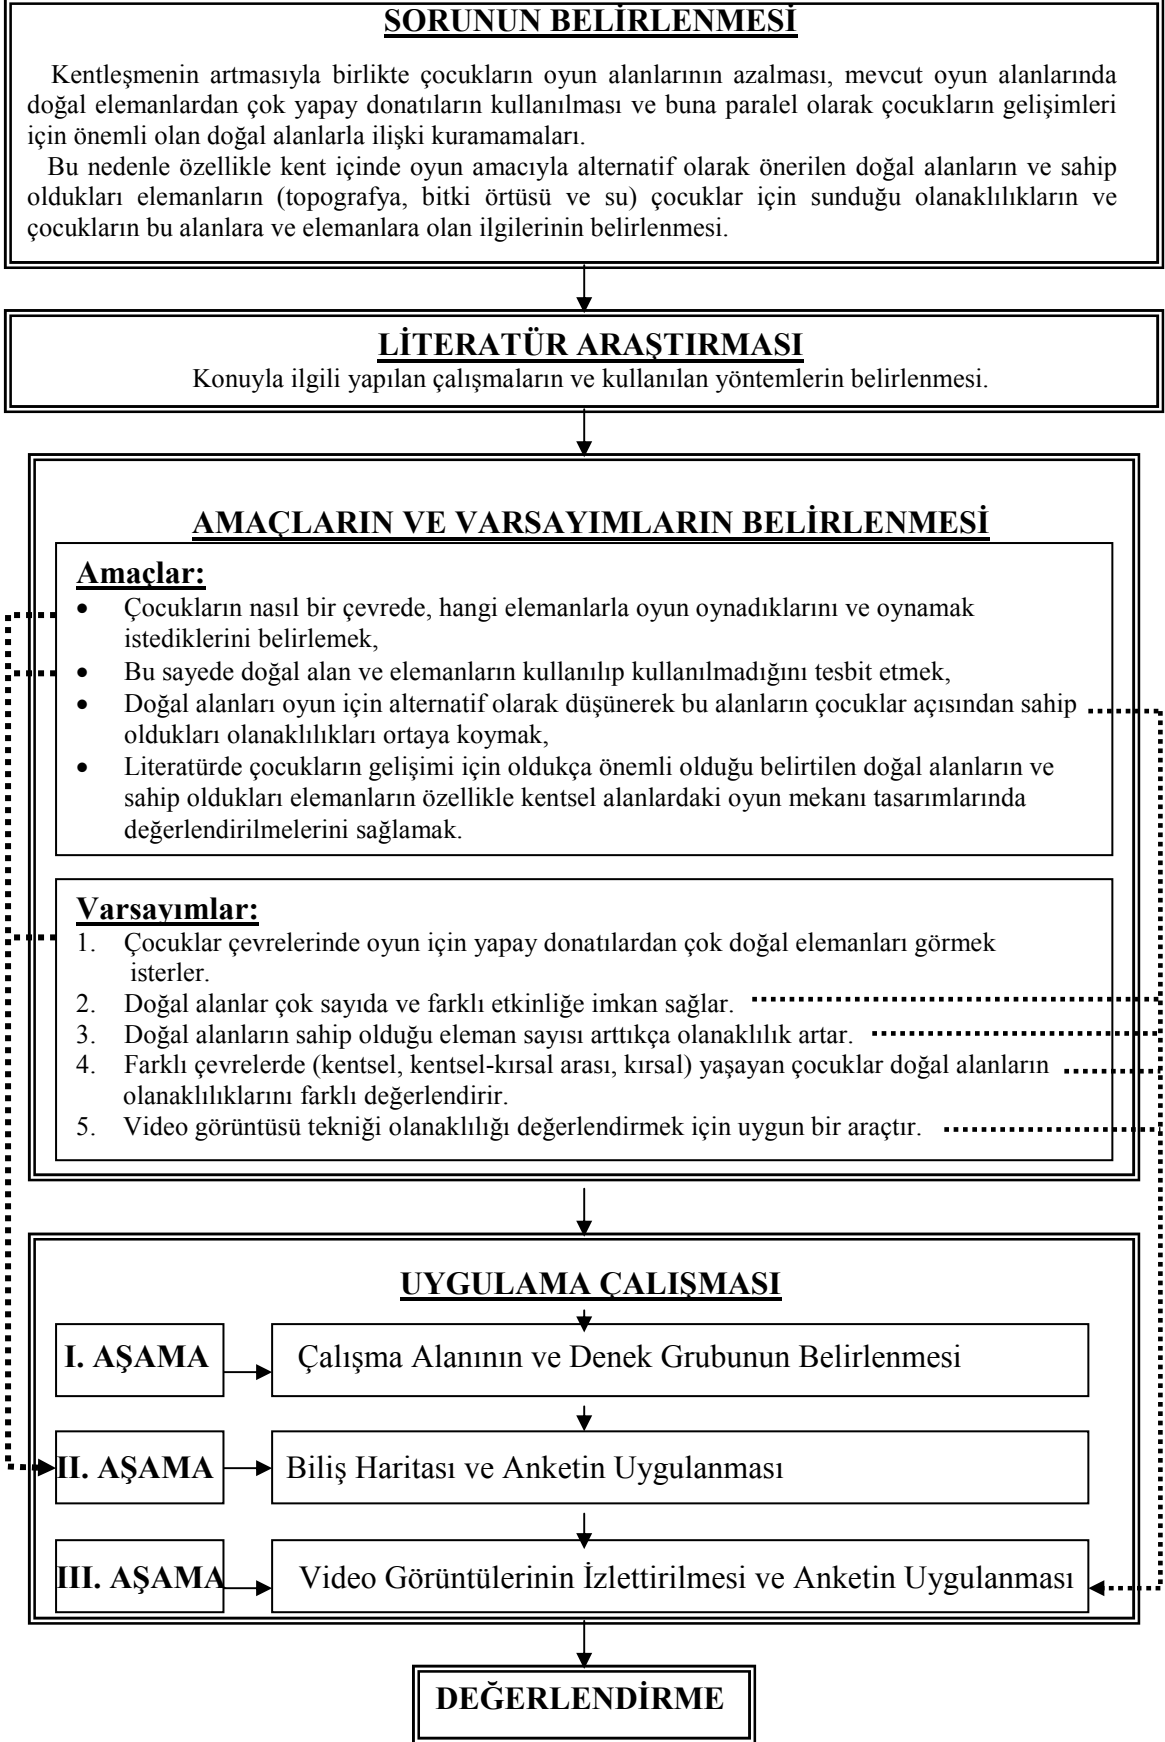 SORUNUN BELİRLENMESİ
Kentleşmenin artmasıyla birlikte çocukların oyun alanlarının azalması, mevcut oyun alanlarında
doğal elemanlardan çok yapay donatıların kullanılması ve buna paralel olarak çocukların gelişimleri
için önemli olan doğal alanlarla ilişki kuramamaları.
Bu nedenle özellikle kent içinde oyun amacıyla alternatif olarak önerilen doğal alanların ve sahip
oldukları elemanların (topografya, bitki örtüsü ve su) çocuklar için sunduğu olanaklılıkların ve
çocukların bu alanlara ve elemanlara olan ilgilerinin belirlenmesi.
LİTERATÜR ARAŞTIRMASI
Konuyla ilgili yapılan çalışmaların ve kullanılan yöntemlerin belirlenmesi.
AMAÇLARIN VE VARSAYIMLARIN BELİRLENMESİ
Amaçlar:
• Çocukların nasıl bir çevrede, hangi elemanlarla oyun oynadıklarını ve oynamak
istediklerini belirlemek,
• Bu sayede doğal alan ve elemanların kullanılıp kullanılmadığını tesbit etmek,
• Doğal alanları oyun için alternatif olarak düşünerek bu alanların çocuklar açısından sahip
oldukları olanaklılıkları ortaya koymak,
• Literatürde çocukların gelişimi için oldukça önemli olduğu belirtilen doğal alanların ve
sahip oldukları elemanların özellikle kentsel alanlardaki oyun mekanı tasarımlarında
değerlendirilmelerini sağlamak.
Varsayımlar:
1. Çocuklar çevrelerinde oyun için yapay donatılardan çok doğal elemanları görmek
isterler.
2. Doğal alanlar çok sayıda ve farklı etkinliğe imkan sağlar.
3. Doğal alanların sahip olduğu eleman sayısı arttıkça olanaklılık artar.
4. Farklı çevrelerde (kentsel, kentsel-kırsal arası, kırsal) yaşayan çocuklar doğal alanların
olanaklılıklarını farklı değerlendirir.
5. Video görüntüsü tekniği olanaklılığı değerlendirmek için uygun bir araçtır.
UYGULAMA ÇALIŞMASI
I. AŞAMA
Çalışma Alanının ve Denek Grubunun Belirlenmesi
II. AŞAMA
Biliş Haritası ve Anketin Uygulanması
III. AŞAMA
Video Görüntülerinin İzlettirilmesi ve Anketin Uygulanması
DEĞERLENDİRME